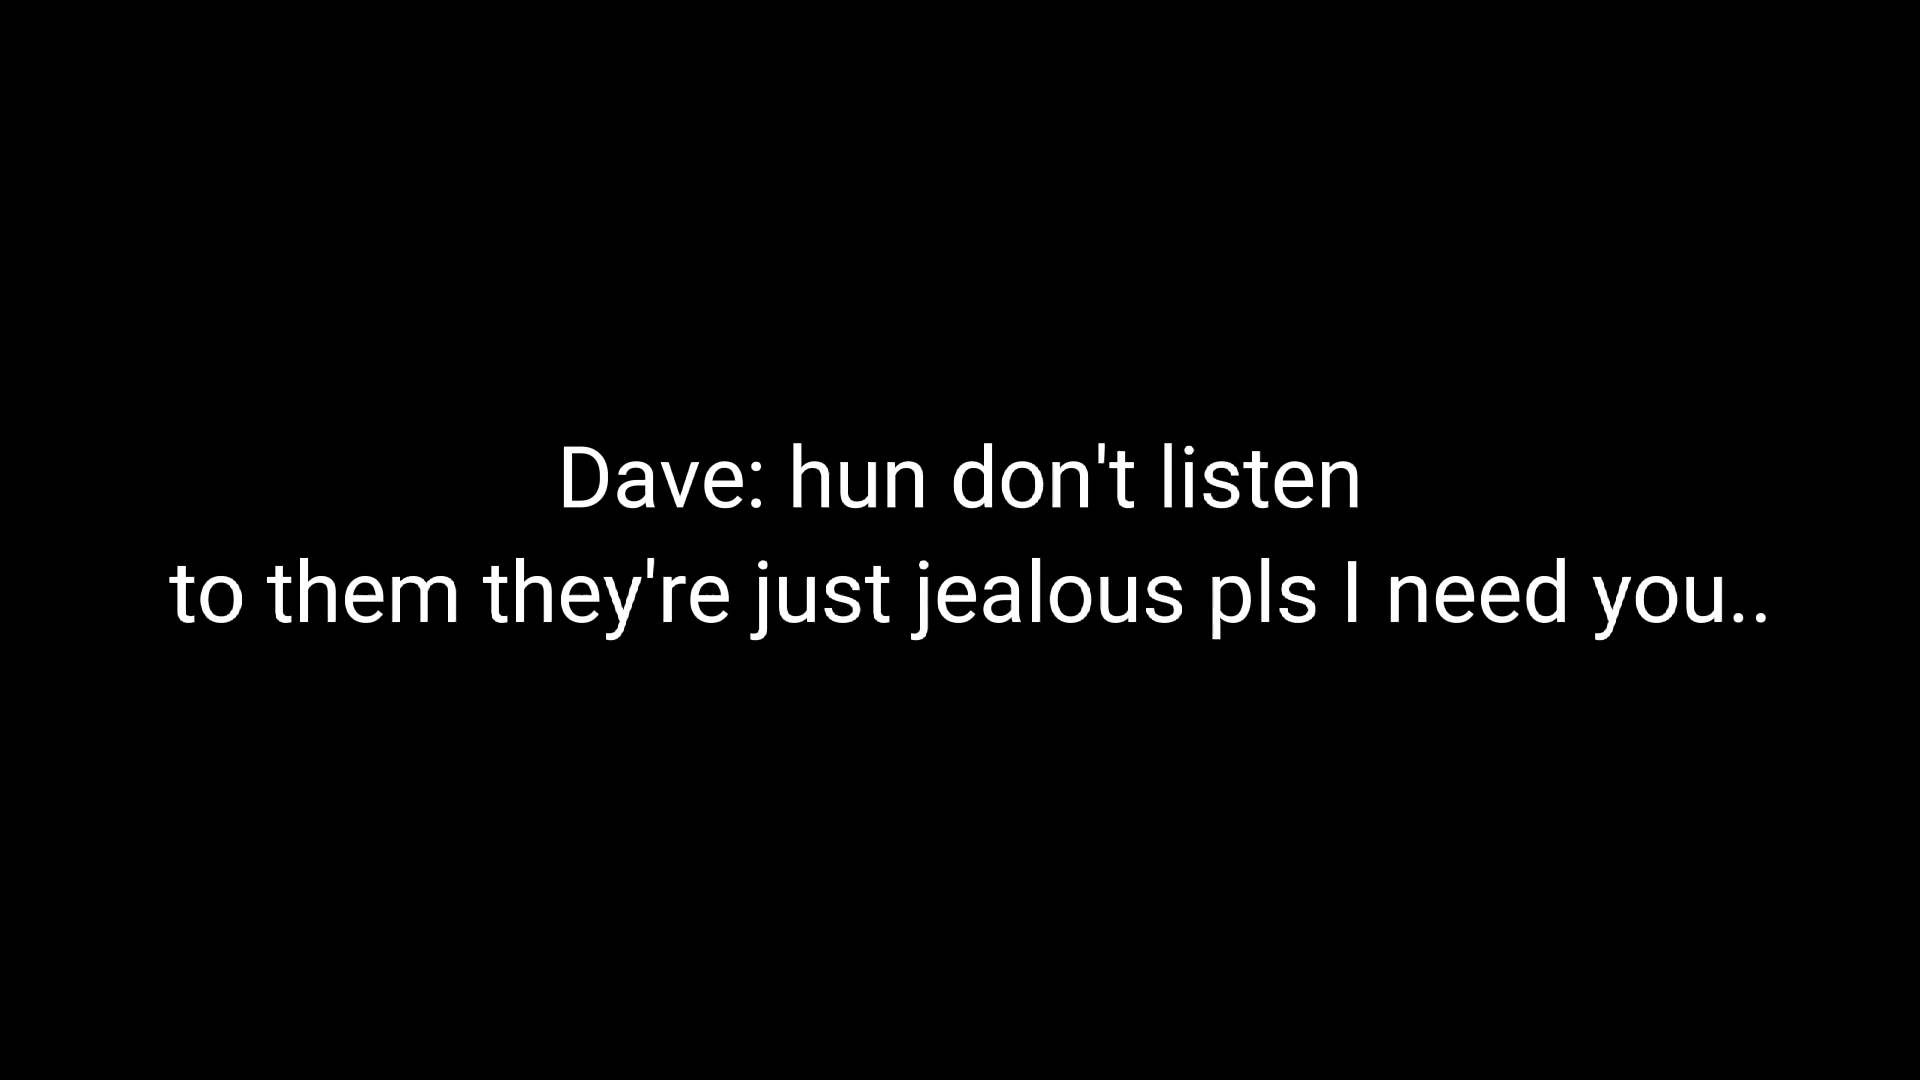 Dave: hun don't listen
to them they're just jealous pls I need you..